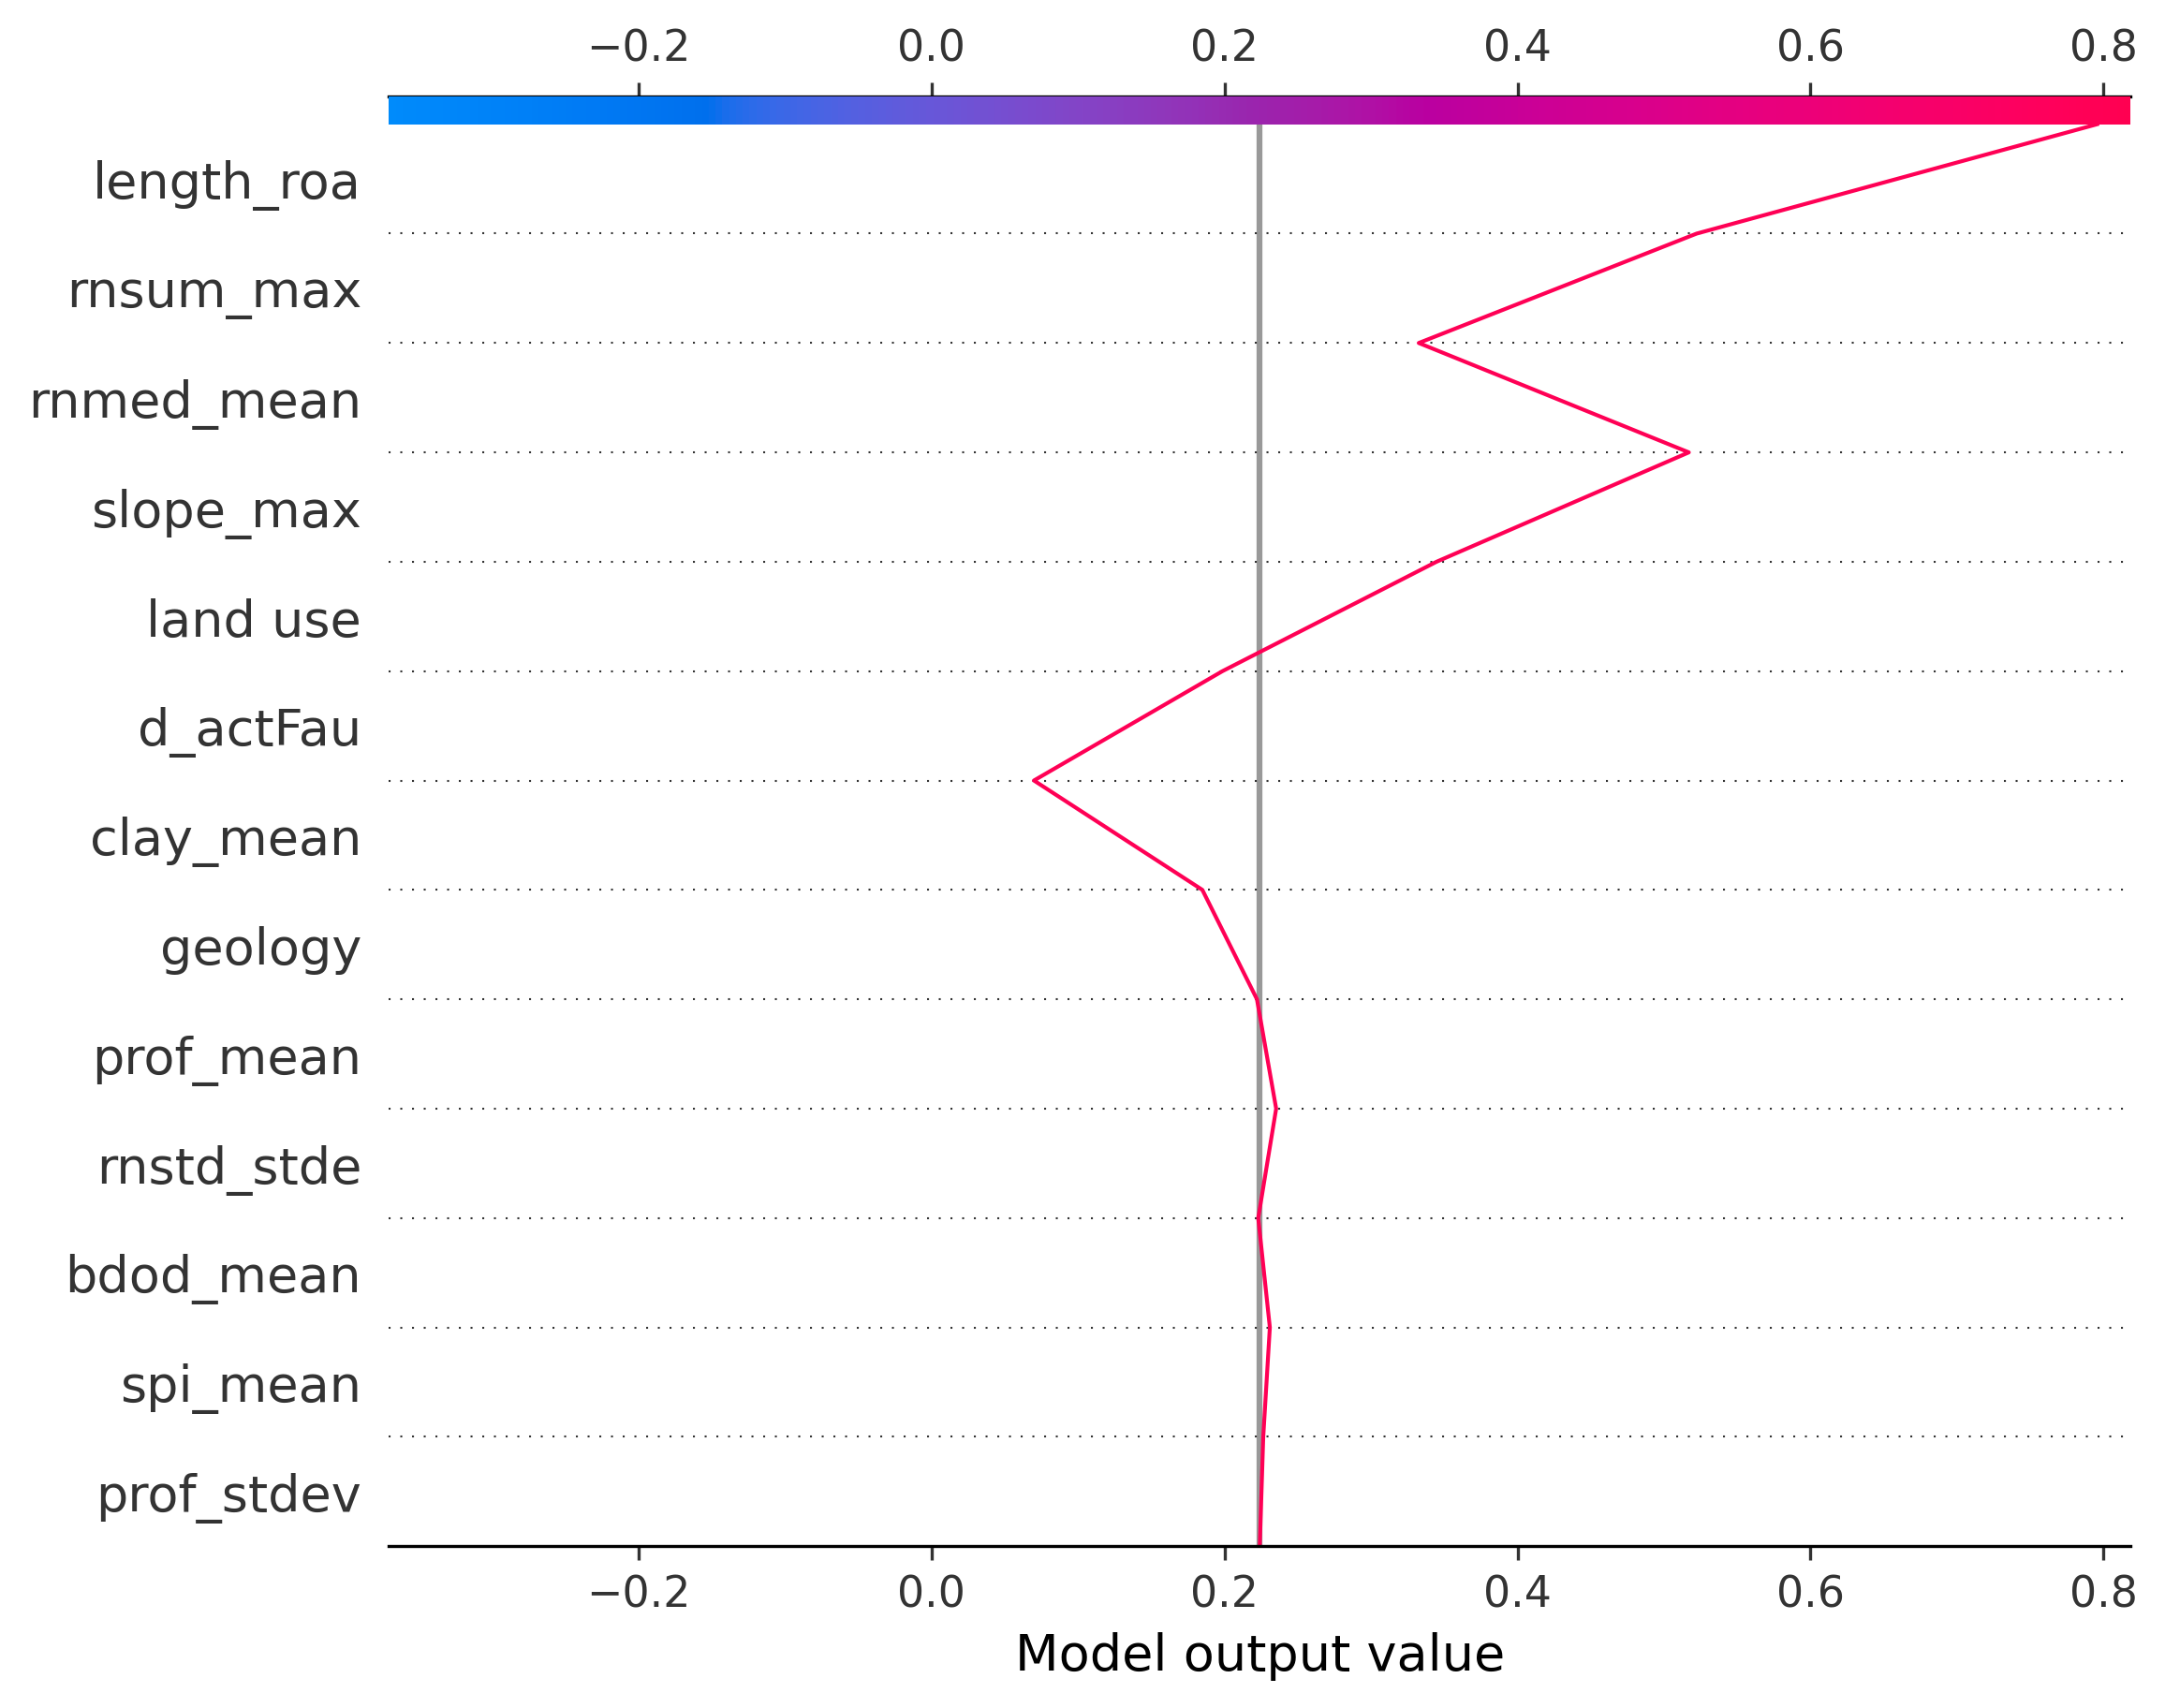 −0.2 0.0 0.2 0.4 0.6 0.8
length_roa
rnsum_max
rnmed_mean
slope_max
land use
d_actFau
clay_mean
geology
prof_mean
rnstd_stde
bdod_mean
spi_mean
prof_stdev
−0.2 0.0 0.2 0.4 0.6 0.8
Model output value